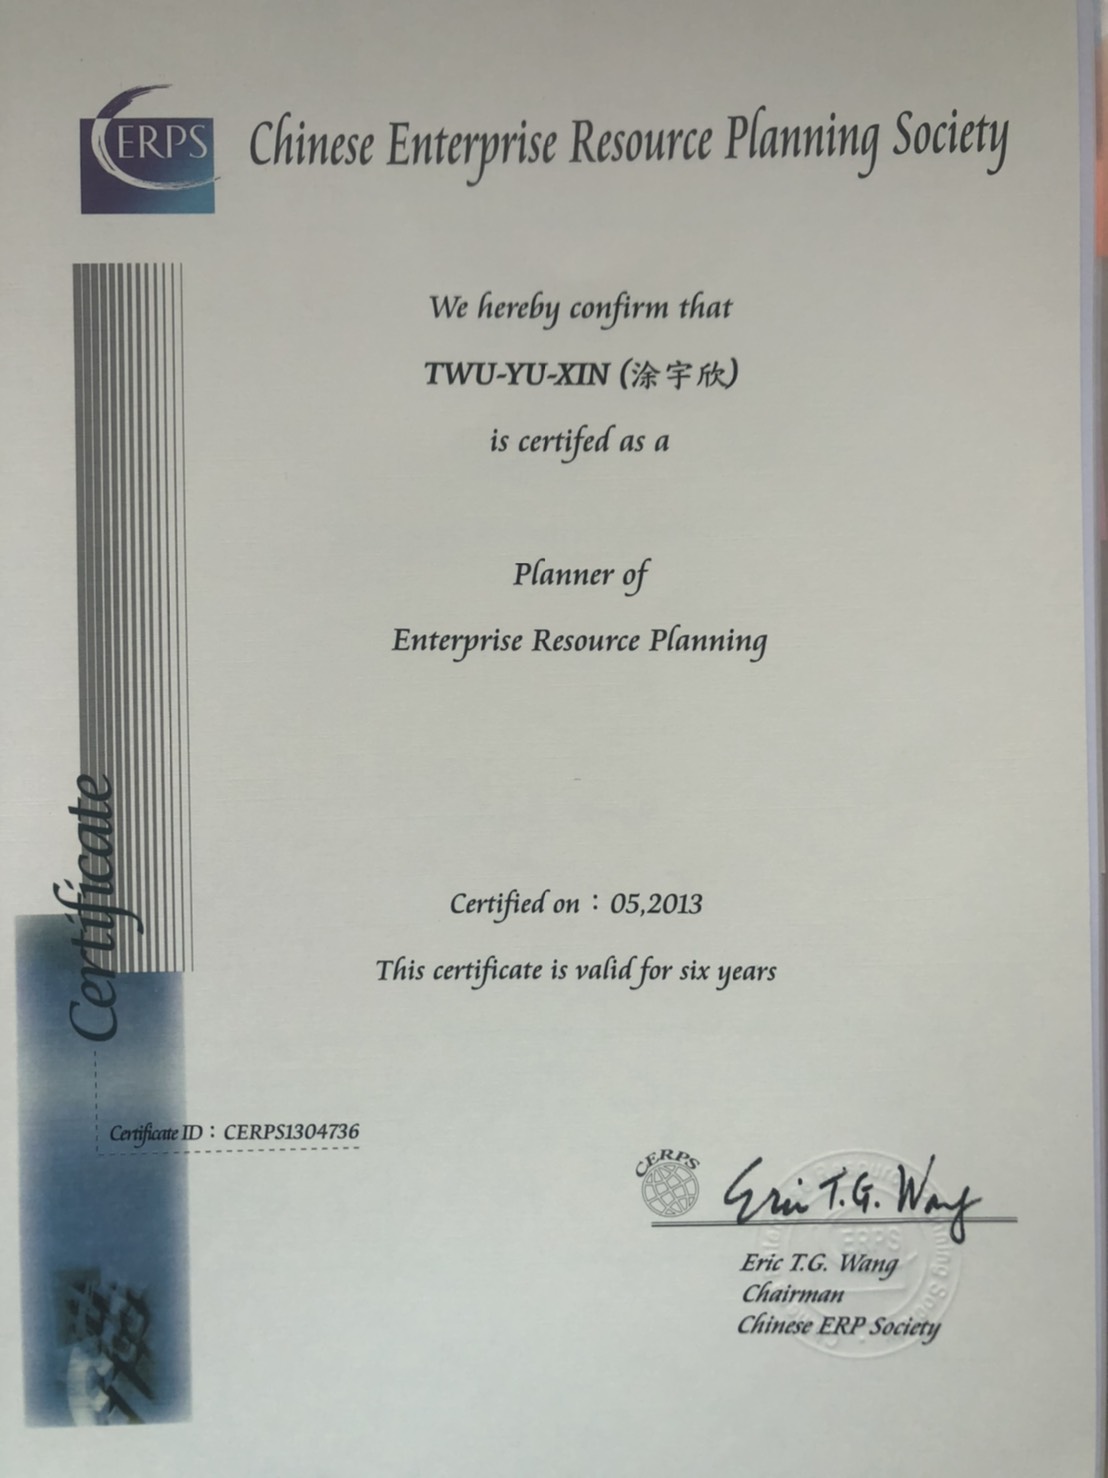 CERPS
Chinese Enterprise Resource Planning Society
We hereby confirm that
TWU-YU-XIN (涂宇欣)
is certifed as a
Planner of
Enterprise Resource Planning
Certificate
Certified on：05,2013
This certificate is valid for six years
Certificate ID：CERPS1304736
CERPS
Eric T.G. Wang
Eric T.G. Wang
Chairman
Chinese ERP Society